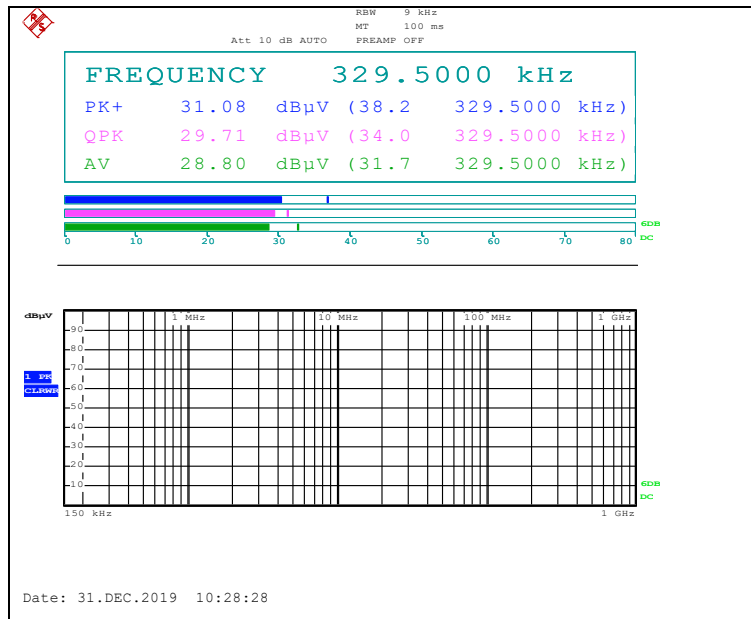 R S
RBW 9 kHz
MT 100 ms
Att 10 dB AUTO PREAMP OFF
FREQUENCY 329.5000 kHz
PK+ 31.08 dBµV (38.2 329.5000 kHz)
QPK 29.71 dBµV (34.0 329.5000 kHz)
AV 28.80 dBµV (31.7 329.5000 kHz)
6DB
0 10 20 30 40 50 60 70 80 DC
dBµV 1 MHz 10 MHz 100 MHz 1 GHz
90
80
70
1 PK
60
CLRWR
50
40
30
20
10
6DB
DC
150 kHz 1 GHz
Date: 31.DEC.2019 10:28:28